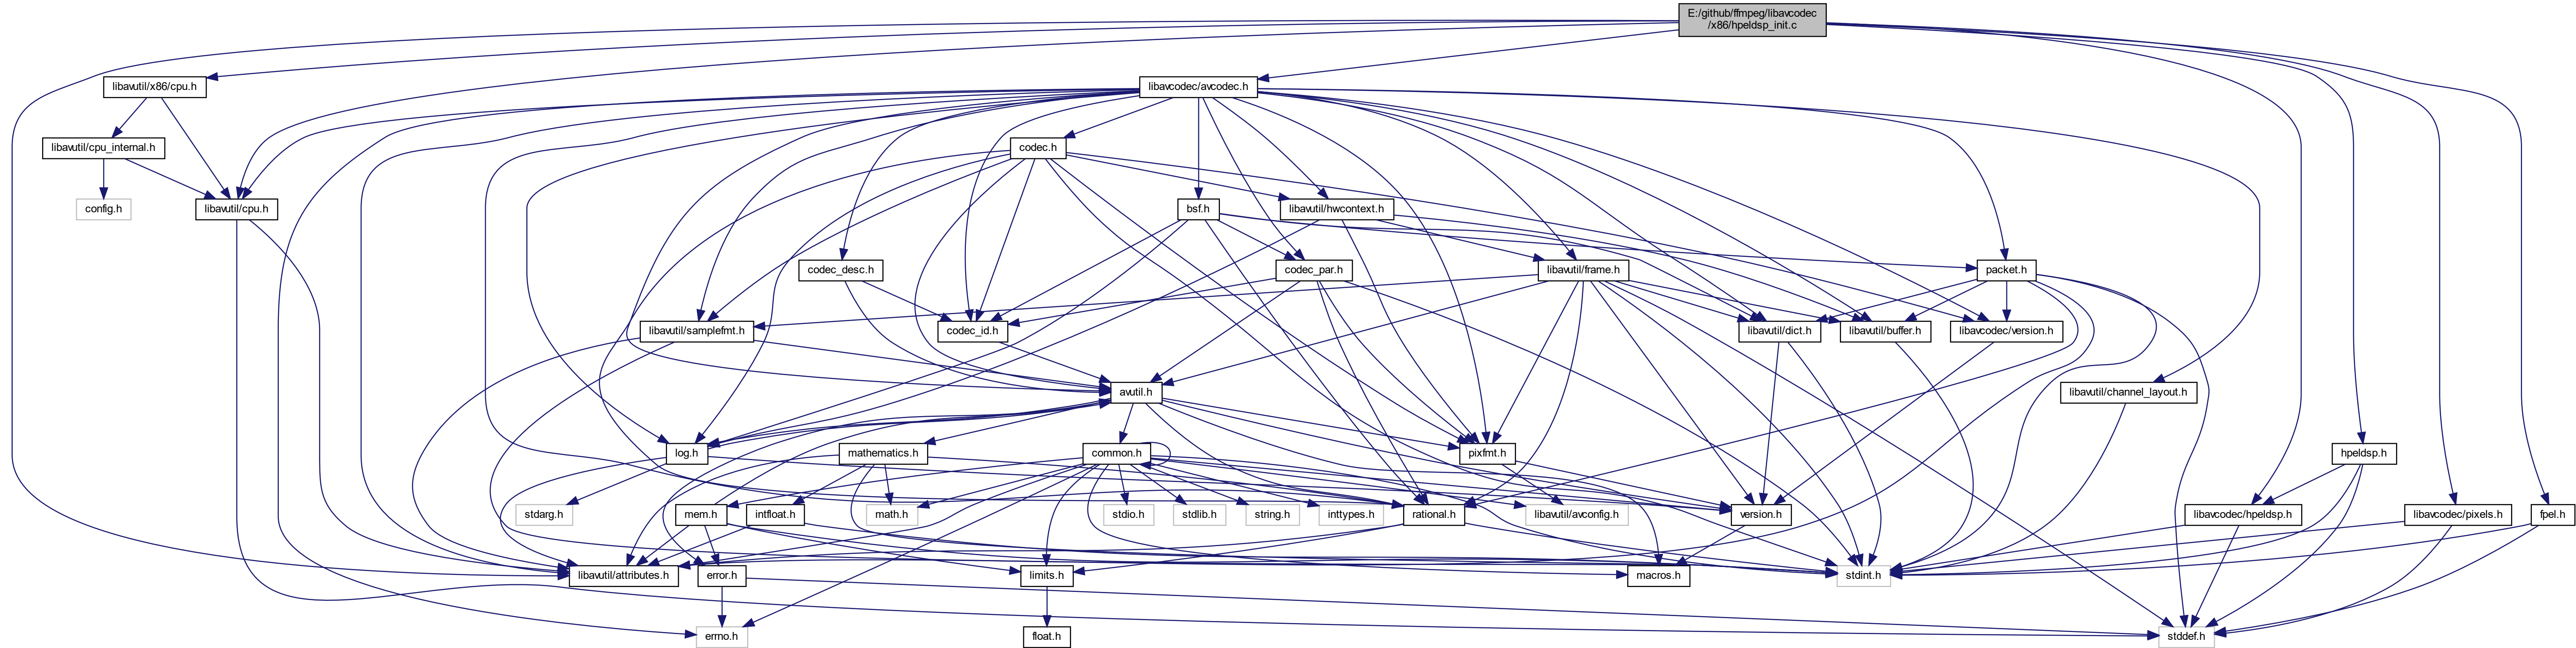 E:/github/ffmpeg/libavcodec
/x86/hpeldsp_init.c
libavutil/x86/cpu.h
libavcodec/avcodec.h
libavutil/cpu_internal.h
codec.h
config.h
libavutil/cpu.h
bsf.h
libavutil/hwcontext.h
codec_desc.h
codec_par.h
libavutil/frame.h
packet.h
libavutil/samplefmt.h
codec_id.h
libavutil/dict.h
libavutil/buffer.h
libavcodec/version.h
avutil.h
libavutil/channel_layout.h
log.h
mathematics.h
common.h
pixfmt.h
hpeldsp.h
stdarg.h
mem.h
intfloat.h
math.h
stdio.h
stdlib.h
string.h
inttypes.h
rational.h
libavutil/avconfig.h
version.h
libavcodec/hpeldsp.h
libavcodec/pixels.h
fpel.h
libavutil/attributes.h
error.h
limits.h
macros.h
stdint.h
errno.h
float.h
stddef.h